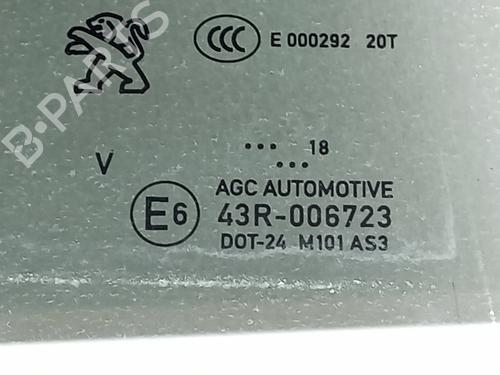 CCC E 000292 20T
... 18
...
V
AGC AUTOMOTIVE
E6 43R-006723
DOT-24 M101 AS3
B-PARTS